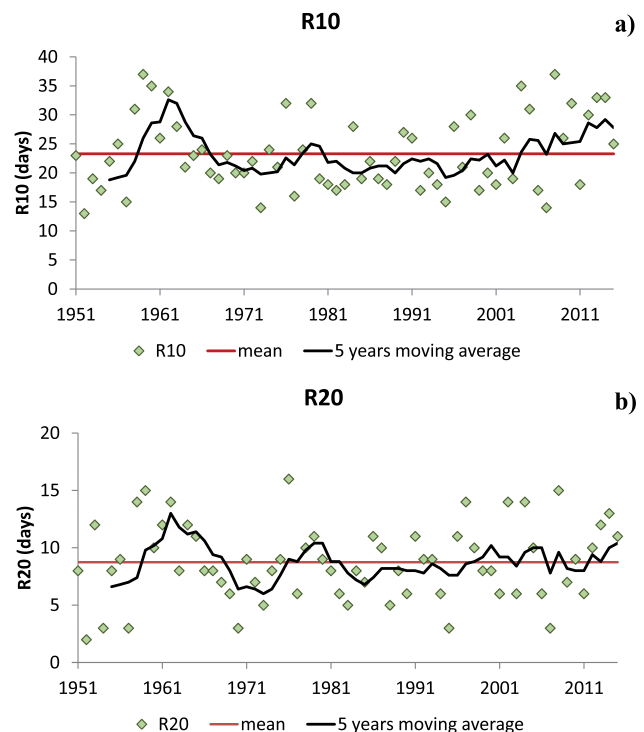 R10
a)
40
35
30
25
20
15
10
5
0
R10 (days)
1951 1961 1971 1981 1991 2001 2011
R10 mean 5 years moving average
R20
b)
20
15
10
5
0
R20 (days)
1951 1961 1971 1981 1991 2001 2011
R20 mean 5 years moving average